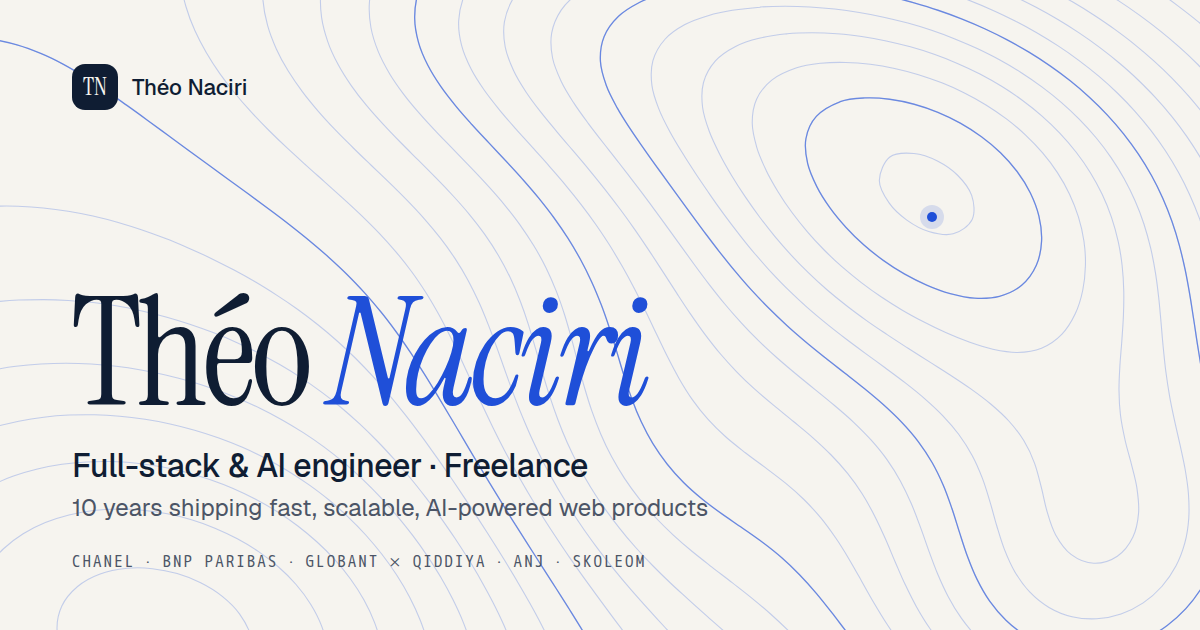 TN Théo Naciri
Théo Naciri
Full-stack & AI engineer · Freelance
10 years shipping fast, scalable, AI-powered web products
CHANEL · BNP PARIBAS · GLOBANT × QIDDIYA · ANJ · SKOLEOM